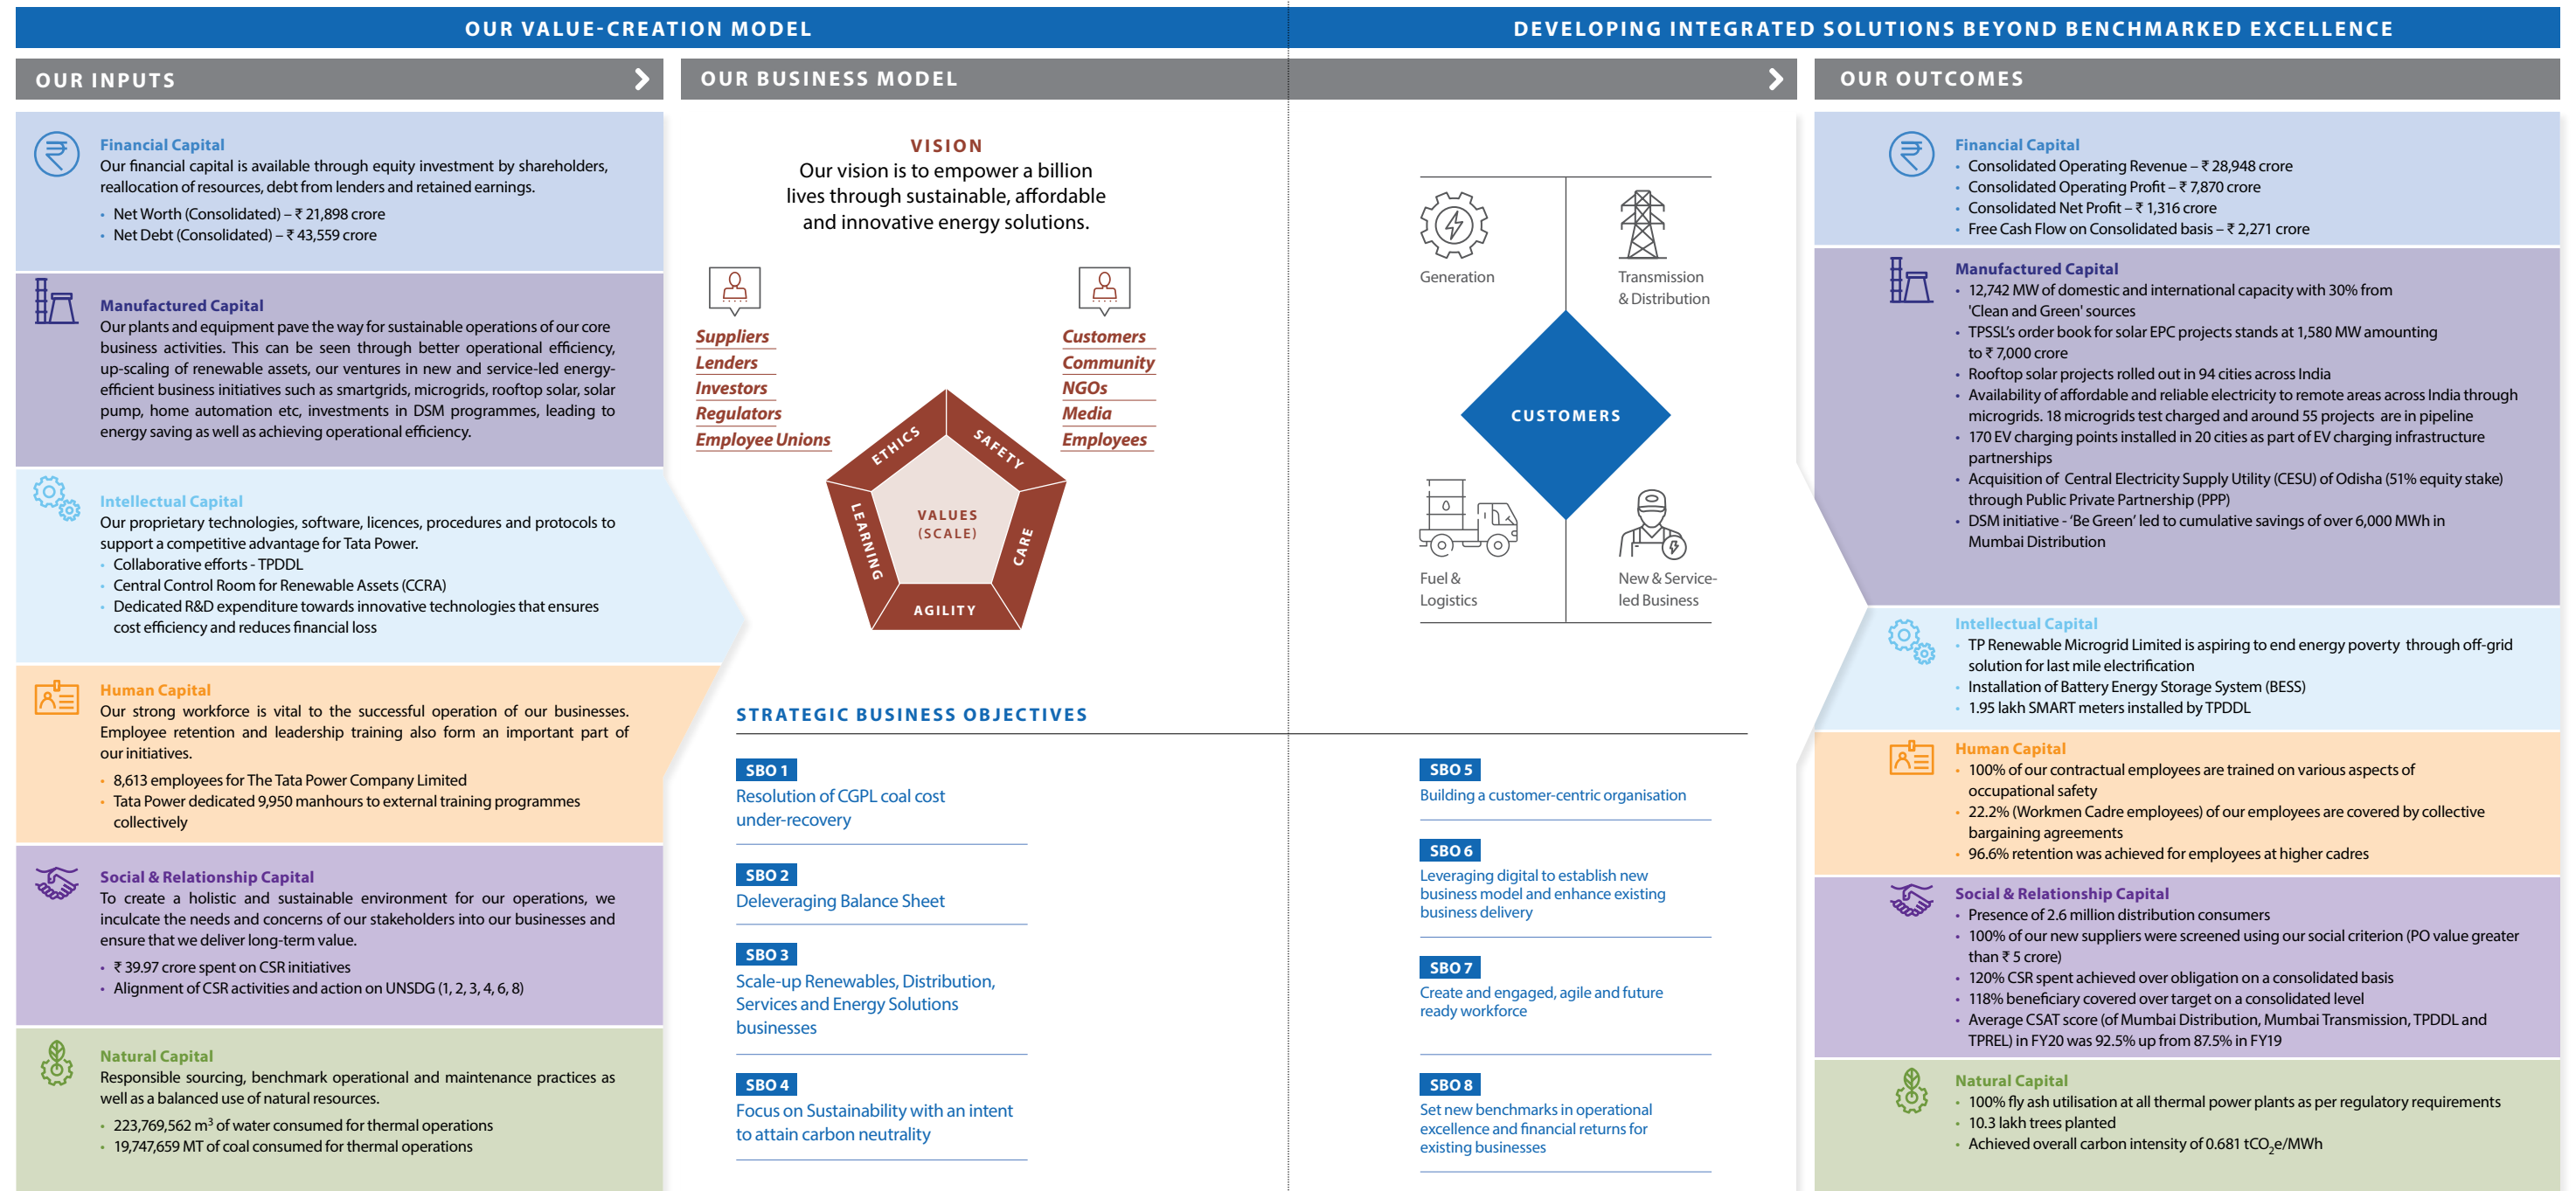 OUR VALUE-CREATION MODEL
DEVELOPING INTEGRATED SOLUTIONS BEYOND BENCHMARKED EXCELLENCE
OUR INPUTS
Financial Capital
Our financial capital is available through equity investment by shareholders,
reallocation of resources, debt from lenders and retained earnings.
• Net Worth (Consolidated) – ₹ 21,898 crore
• Net Debt (Consolidated) – ₹ 43,559 crore
Manufactured Capital
Our plants and equipment pave the way for sustainable operations of our core
business activities. This can be seen through better operational efficiency,
up-scaling of renewable assets, our ventures in new and service-led energy-
efficient business initiatives such as smartgrids, microgrids, rooftop solar, solar
pump, home automation etc, investments in DSM programmes, leading to
energy saving as well as achieving operational efficiency.
Intellectual Capital
Our proprietary technologies, software, licences, procedures and protocols to
support a competitive advantage for Tata Power.
• Collaborative efforts - TPDDL
• Central Control Room for Renewable Assets (CCRA)
• Dedicated R&D expenditure towards innovative technologies that ensures
cost efficiency and reduces financial loss
Human Capital
Our strong workforce is vital to the successful operation of our businesses.
Employee retention and leadership training also form an important part of
our initiatives.
• 8,613 employees for The Tata Power Company Limited
• Tata Power dedicated 9,950 manhours to external training programmes
collectively
Social & Relationship Capital
To create a holistic and sustainable environment for our operations, we
inculcate the needs and concerns of our stakeholders into our businesses and
ensure that we deliver long-term value.
• ₹ 39.97 crore spent on CSR initiatives
• Alignment of CSR activities and action on UNSDG (1, 2, 3, 4, 6, 8)
Natural Capital
Responsible sourcing, benchmark operational and maintenance practices as
well as a balanced use of natural resources.
• 223,769,562 m³ of water consumed for thermal operations
• 19,747,659 MT of coal consumed for thermal operations
OUR BUSINESS MODEL
VISION
Our vision is to empower a billion
lives through sustainable, affordable
and innovative energy solutions.
Suppliers
Lenders
Investors
Regulators
Employee Unions
Customers
Community
NGOs
Media
Employees
ETHICS
SAFETY
LEARNING
CARE
AGILITY
VALUES
(SCALE)
Generation
Transmission
& Distribution
CUSTOMERS
Fuel &
Logistics
New & Service-
led Business
STRATEGIC BUSINESS OBJECTIVES
SBO 1
Resolution of CGPL coal cost
under-recovery
SBO 2
Deleveraging Balance Sheet
SBO 3
Scale-up Renewables, Distribution,
Services and Energy Solutions
businesses
SBO 4
Focus on Sustainability with an intent
to attain carbon neutrality
SBO 5
Building a customer-centric organisation
SBO 6
Leveraging digital to establish new
business model and enhance existing
business delivery
SBO 7
Create and engaged, agile and future
ready workforce
SBO 8
Set new benchmarks in operational
excellence and financial returns for
existing businesses
OUR OUTCOMES
Financial Capital
• Consolidated Operating Revenue – ₹ 28,948 crore
• Consolidated Operating Profit – ₹ 7,870 crore
• Consolidated Net Profit – ₹ 1,316 crore
• Free Cash Flow on Consolidated basis – ₹ 2,271 crore
Manufactured Capital
• 12,742 MW of domestic and international capacity with 30% from
'Clean and Green' sources
• TPSSL's order book for solar EPC projects stands at 1,580 MW amounting
to ₹ 7,000 crore
• Rooftop solar projects rolled out in 94 cities across India
• Availability of affordable and reliable electricity to remote areas across India through
microgrids. 18 microgrids test charged and around 55 projects are in pipeline
• 170 EV charging points installed in 20 cities as part of EV charging infrastructure
partnerships
• Acquisition of Central Electricity Supply Utility (CESU) of Odisha (51% equity stake)
through Public Private Partnership (PPP)
• DSM initiative - ‘Be Green’ led to cumulative savings of over 6,000 MWh in
Mumbai Distribution
Intellectual Capital
• TP Renewable Microgrid Limited is aspiring to end energy poverty through off-grid
solution for last mile electrification
• Installation of Battery Energy Storage System (BESS)
• 1.95 lakh SMART meters installed by TPDDL
Human Capital
• 100% of our contractual employees are trained on various aspects of
occupational safety
• 22.2% (Workmen Cadre employees) of our employees are covered by collective
bargaining agreements
• 96.6% retention was achieved for employees at higher cadres
Social & Relationship Capital
• Presence of 2.6 million distribution consumers
• 100% of our new suppliers were screened using our social criterion (PO value greater
than ₹ 5 crore)
• 120% CSR spent achieved over obligation on a consolidated basis
• 118% beneficiary covered over target on a consolidated level
• Average CSAT score (of Mumbai Distribution, Mumbai Transmission, TPDDL and
TPREL) in FY20 was 92.5% up from 87.5% in FY19
Natural Capital
• 100% fly ash utilisation at all thermal power plants as per regulatory requirements
• 10.3 lakh trees planted
• Achieved overall carbon intensity of 0.681 tCO₂e/MWh